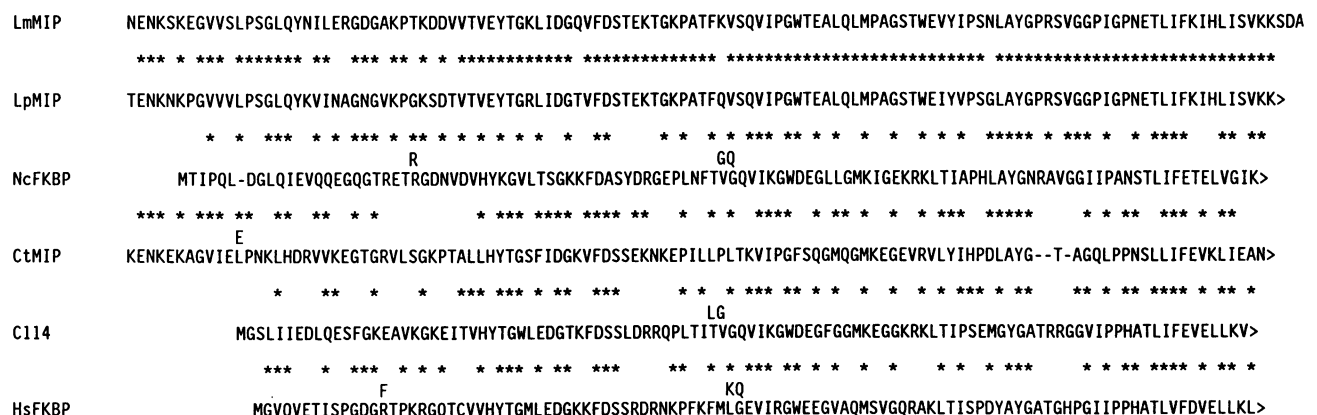 LmMIP NENKSKEGVVSLPSGLQYNILERGDGAKPTKDDVVTVEYTGKLIDGQVFDSTEKTGKPATFKVSQVIPGWTEALQLMPAGSTWEVYIPSNLAYGPRSVGGPIGPNETLIFKIHLISVKKSDA
*** * *** ******* ** *** ** * * ************ ************** **************************** ******************************
LpMIP TENKNKPGVVVLPSGLQYKVINAGNGVKPGKSDTVTVEYTGRLIDGTVFDSTEKTGKPATFQVSQVIPGWTEALQLMPAGSTWEIYVPSGLAYGPRSVGGPIGPNETLIFKIHLISVKK>
* * *** * * *** * ** * * * * * * * ** * * * * *** ** * * * * * * ***** * *** * * **** ** **
R GQ
NcFKBP MTIPQL-DGLQIEVQQEGQGTRETRGDNVDVHYKGVLTSGKKFDASYDRGEPLNFTVGQVIKGWDEGLLGMKIGEKRKLTIAPHLAYGNRAVGGIIPANSTLIFETELVGIK>
*** * *** ** ** ** * * * *** **** **** ** * * * **** * ** * * * *** ***** * * ** *** * **
E
CtMIP KENKEKAGVIELPNKLHDRVVKEGTGRVLSGKPTALLHYTGSFIDGKVFDSSEKNKEPILLPLTKVIPGFSQGMQGMKEGEVRVLYIHPDLAYG--T-AGQLPPNSLLIFEVKLIEAN>
* ** * * *** *** * ** *** * * * * *** ** * * * * * *** *** ** ** * ** *** * ** * *
LG
C114 MGSLIIEDLQESFGKEAVKGKEITVHYTGWLEDGTKFDSSLDRRQPLTITVGQVIKGWDEGFGGMKEGGKRKLTIPSEMGYGATRRGGVIPPHATLIFEVELLKV>
*** * *** * * * * *** * ** *** ** * * * *** ** * * * * ** * *** ** * ** *** * ** * *
F KQ
HsFKBP MGVQVETISPGDGRTPKRGQTCVVHYTGMLEDGKKFDSSRDRNKPFKFMLGEVIRGWEEGVAQMSVGQRAKLTISPDYAYGATGHPGIIPPHATLVFDVELLKL>